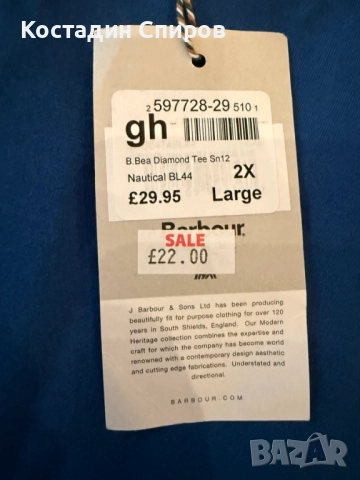 Костадин Спиров
2 597728-29 510 1
gh
B.Bea Diamond Tee Sn12
Nautical BL44
2X
£29.95
Large
Barbour
SALE
£22.00
J Barbour & Sons Ltd has been producing
beautifully fit for purpose clothing for over 120
years in South Shields, England. Our Modern
Heritage collection combines the expertise and
craft for which the company has become world
renowned with a contemporary design aesthetic
and cutting edge fabrications. Understated and
directional.
BARBOUR.COM
BAZAR